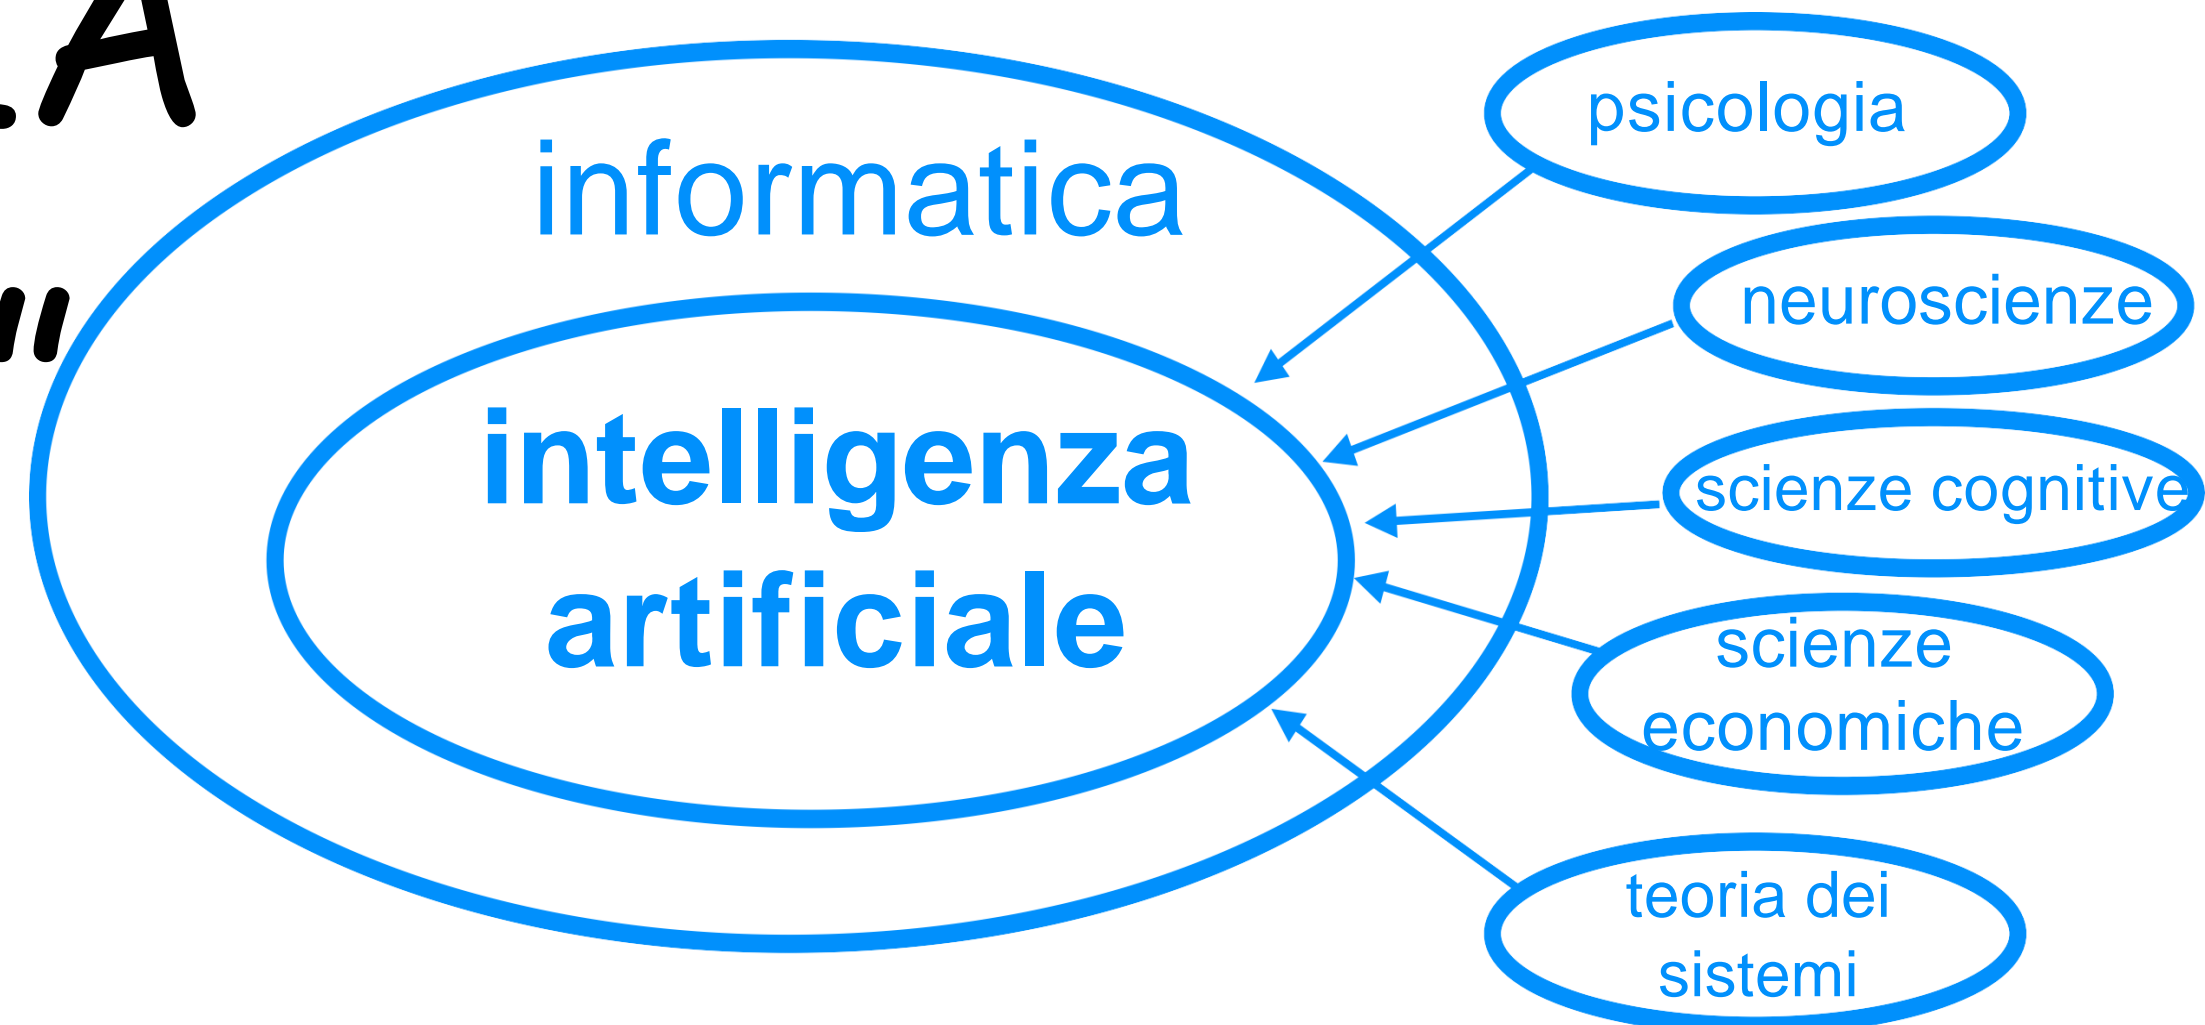 .A
"
informatica
intelligenza
artificiale
psicologia
neuroscienze
scienze cognitive
scienze
economiche
teoria dei
sistemi